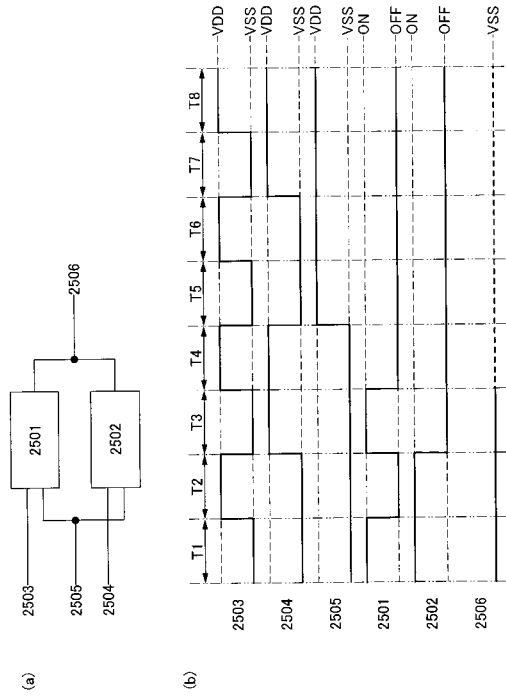 (a)
2503
2505
2504
2501
2502
2506
(b)
T1 T2 T3 T4 T5 T6 T7 T8
2503 VDD
VSS
2504 VDD
VSS
2505 VDD
VSS
2501 ON
OFF
2502 ON
OFF
2506 VSS